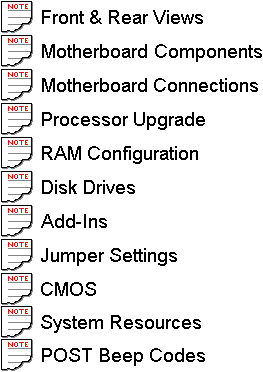 NOTE Front & Rear Views
NOTE Motherboard Components
NOTE Motherboard Connections
NOTE Processor Upgrade
NOTE RAM Configuration
NOTE Disk Drives
NOTE Add-Ins
NOTE Jumper Settings
NOTE CMOS
NOTE System Resources
NOTE POST Beep Codes